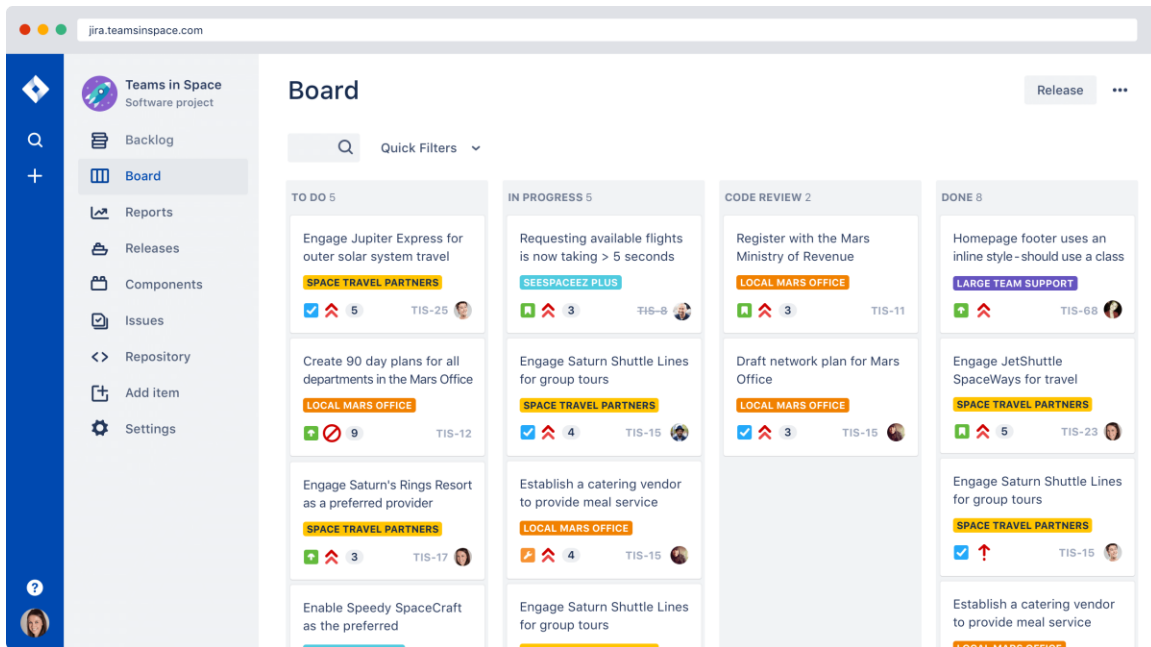 jira.teamsinspace.com
Teams in Space
Software project
Backlog
Board
Reports
Releases
Components
Issues
Repository
Add item
Settings
?
Board
Release
Quick Filters
TO DO 5
Engage Jupiter Express for
outer solar system travel
SPACE TRAVEL PARTNERS
5 TIS-25
Create 90 day plans for all
departments in the Mars Office
LOCAL MARS OFFICE
9 TIS-12
Engage Saturn's Rings Resort
as a preferred provider
SPACE TRAVEL PARTNERS
3 TIS-17
Enable Speedy SpaceCraft
as the preferred
IN PROGRESS 5
Requesting available flights
is now taking > 5 seconds
SEESPACEEZ PLUS
3 TIS-8
Engage Saturn Shuttle Lines
for group tours
SPACE TRAVEL PARTNERS
4 TIS-15
Establish a catering vendor
to provide meal service
LOCAL MARS OFFICE
4 TIS-15
Engage Saturn Shuttle Lines
for group tours
CODE REVIEW 2
Register with the Mars
Ministry of Revenue
LOCAL MARS OFFICE
3 TIS-11
Draft network plan for Mars
Office
LOCAL MARS OFFICE
3 TIS-15
DONE 8
Homepage footer uses an
inline style-should use a class
LARGE TEAM SUPPORT
TIS-68
Engage JetShuttle
SpaceWays for travel
SPACE TRAVEL PARTNERS
5 TIS-23
Engage Saturn Shuttle Lines
for group tours
SPACE TRAVEL PARTNERS
TIS-15
Establish a catering vendor
to provide meal service
LOCAL MARS OFFICE